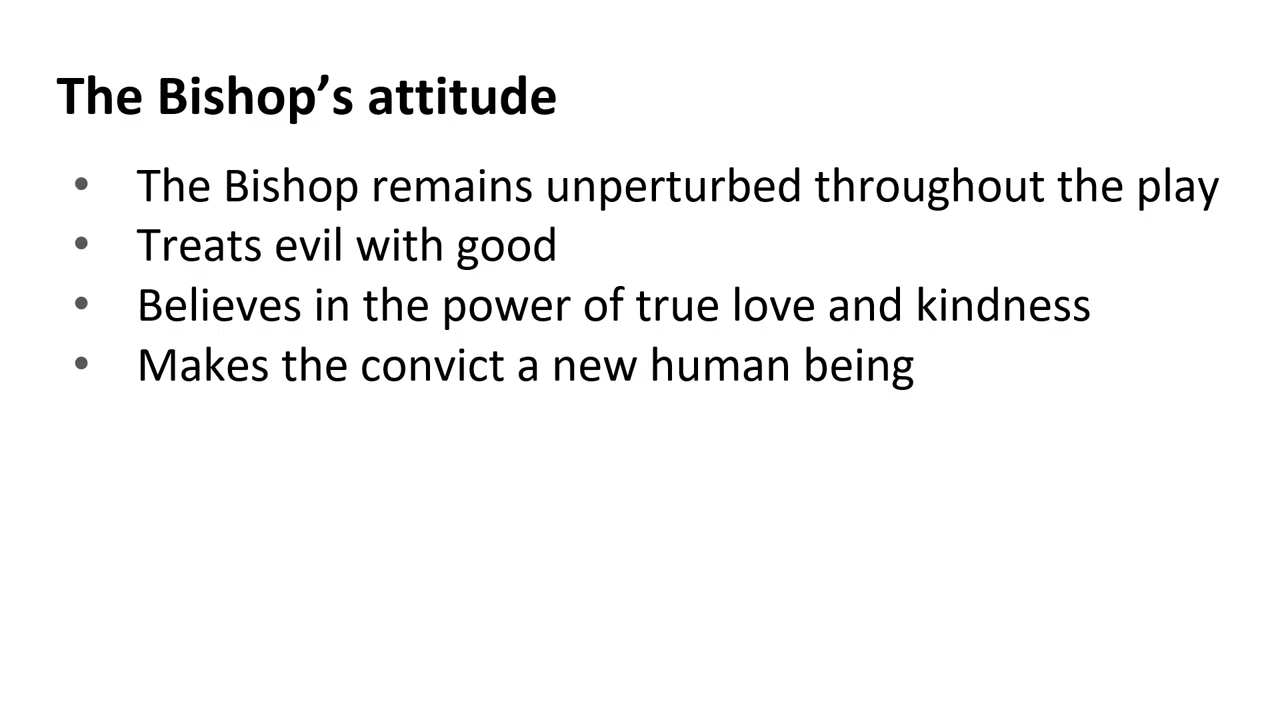 The Bishop’s attitude
• The Bishop remains unperturbed throughout the play
• Treats evil with good
• Believes in the power of true love and kindness
• Makes the convict a new human being